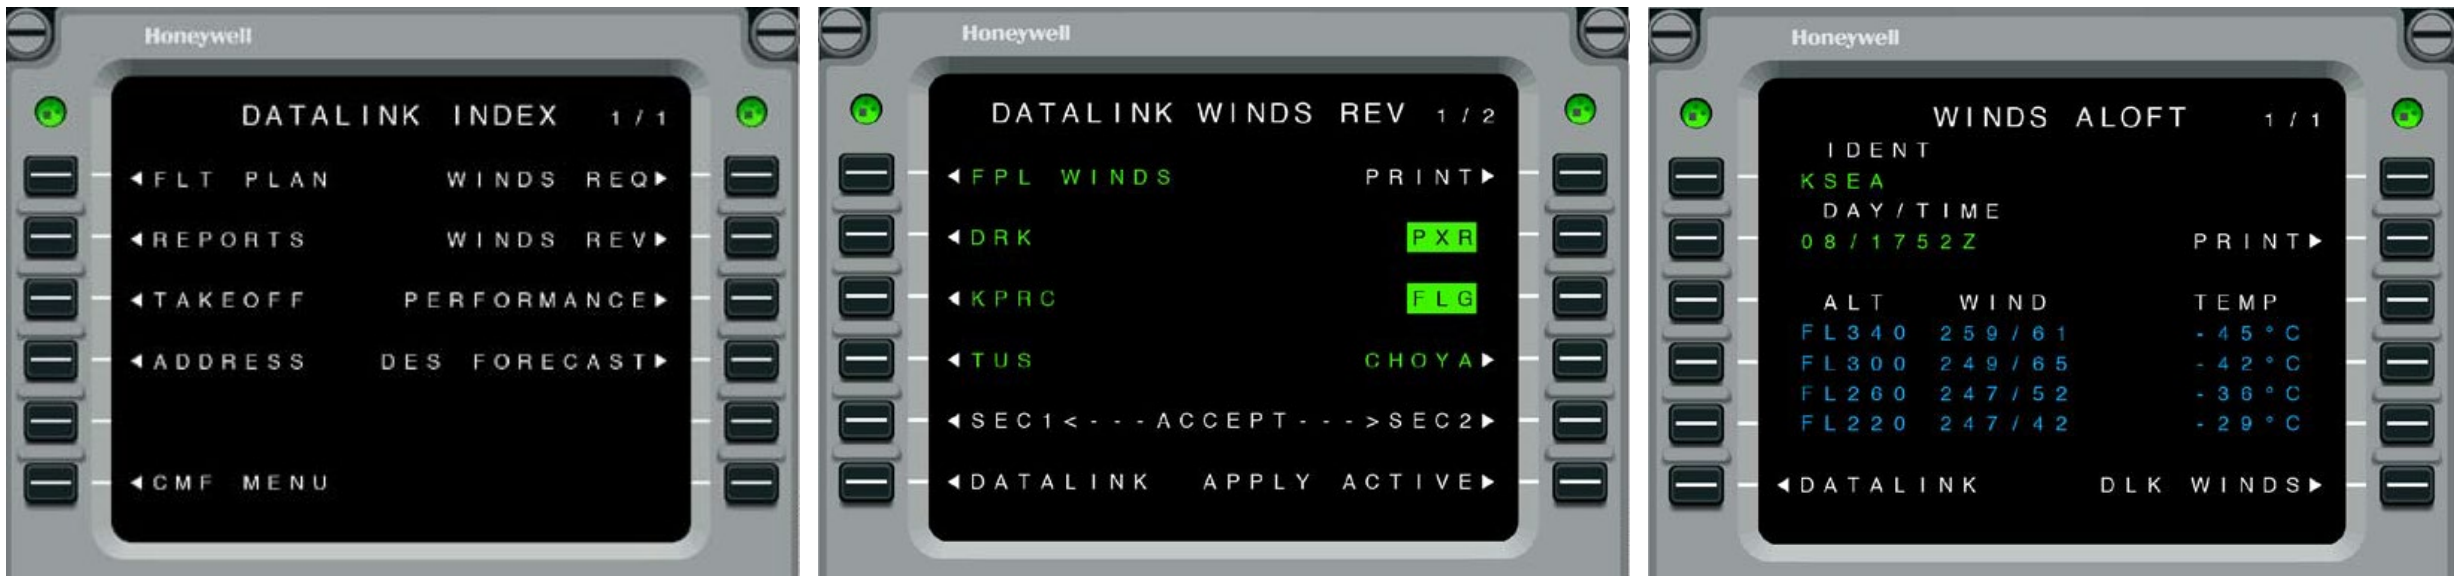 Honeywell
DATALINK INDEX 1/1
◀FLT PLAN WINDS REQ▶
◀REPORTS WINDS REV▶
◀TAKEOFF PERFORMANCE▶
◀ADDRESS DES FORECAST▶
◀CMF MENU
Honeywell
DATALINK WINDS REV 1/2
◀FPL WINDS PRINT▶
◀DRK PXR
◀KPRC FLG
◀TUS CHOYA▶
◀SEC1<---ACCEPT--->SEC2▶
◀DATALINK APPLY ACTIVE▶
Honeywell
WINDS ALOFT 1/1
IDENT
KSEA
DAY/TIME
08/1752Z PRINT▶
ALT WIND TEMP
FL340 259/61 -45°C
FL300 249/65 -42°C
FL260 247/52 -36°C
FL220 247/42 -29°C
◀DATALINK DLK WINDS▶